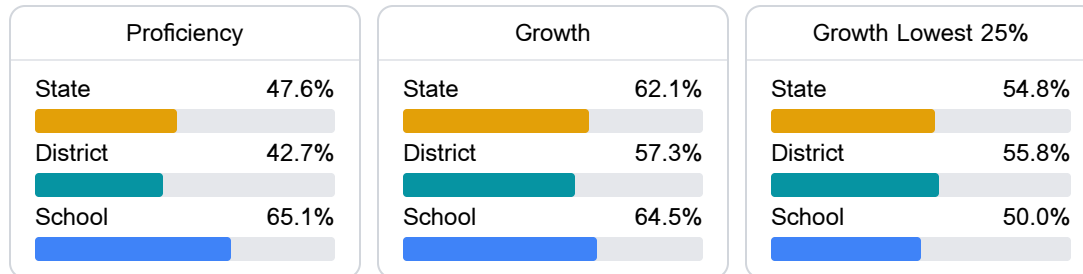 Proficiency
State 47.6%
District 42.7%
School 65.1%
Growth
State 62.1%
District 57.3%
School 64.5%
Growth Lowest 25%
State 54.8%
District 55.8%
School 50.0%